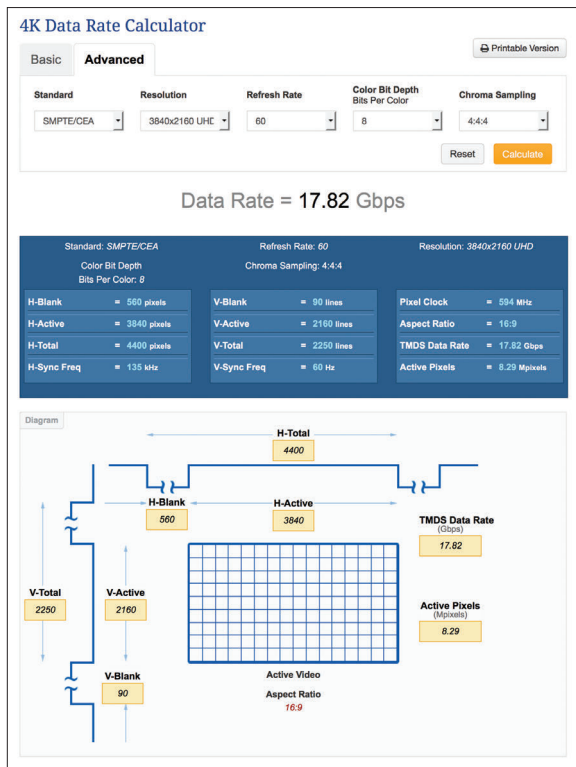 4K Data Rate Calculator
Printable Version
Basic
Advanced
Standard
Resolution
Refresh Rate
Color Bit Depth
Bits Per Color
Chroma Sampling
SMPTE/CEA
3840x2160 UHD
60
8
4:4:4
Reset
Calculate
Data Rate = 17.82 Gbps
Standard: SMPTE/CEA
Refresh Rate: 60
Resolution: 3840x2160 UHD
Color Bit Depth
Bits Per Color: 8
Chroma Sampling: 4:4:4
H-Blank = 560 pixels
V-Blank = 90 lines
Pixel Clock = 594 MHz
H-Active = 3840 pixels
V-Active = 2160 lines
Aspect Ratio = 16:9
H-Total = 4400 pixels
V-Total = 2250 lines
TMDS Data Rate = 17.82 Gbps
H-Sync Freq = 135 kHz
V-Sync Freq = 60 Hz
Active Pixels = 8.29 Mpixels
Diagram
H-Total
4400
H-Blank
560
H-Active
3840
TMDS Data Rate
(Gbps)
17.82
V-Total
2250
V-Active
2160
Active Pixels
(Mpixels)
8.29
V-Blank
90
Active Video
Aspect Ratio
16:9